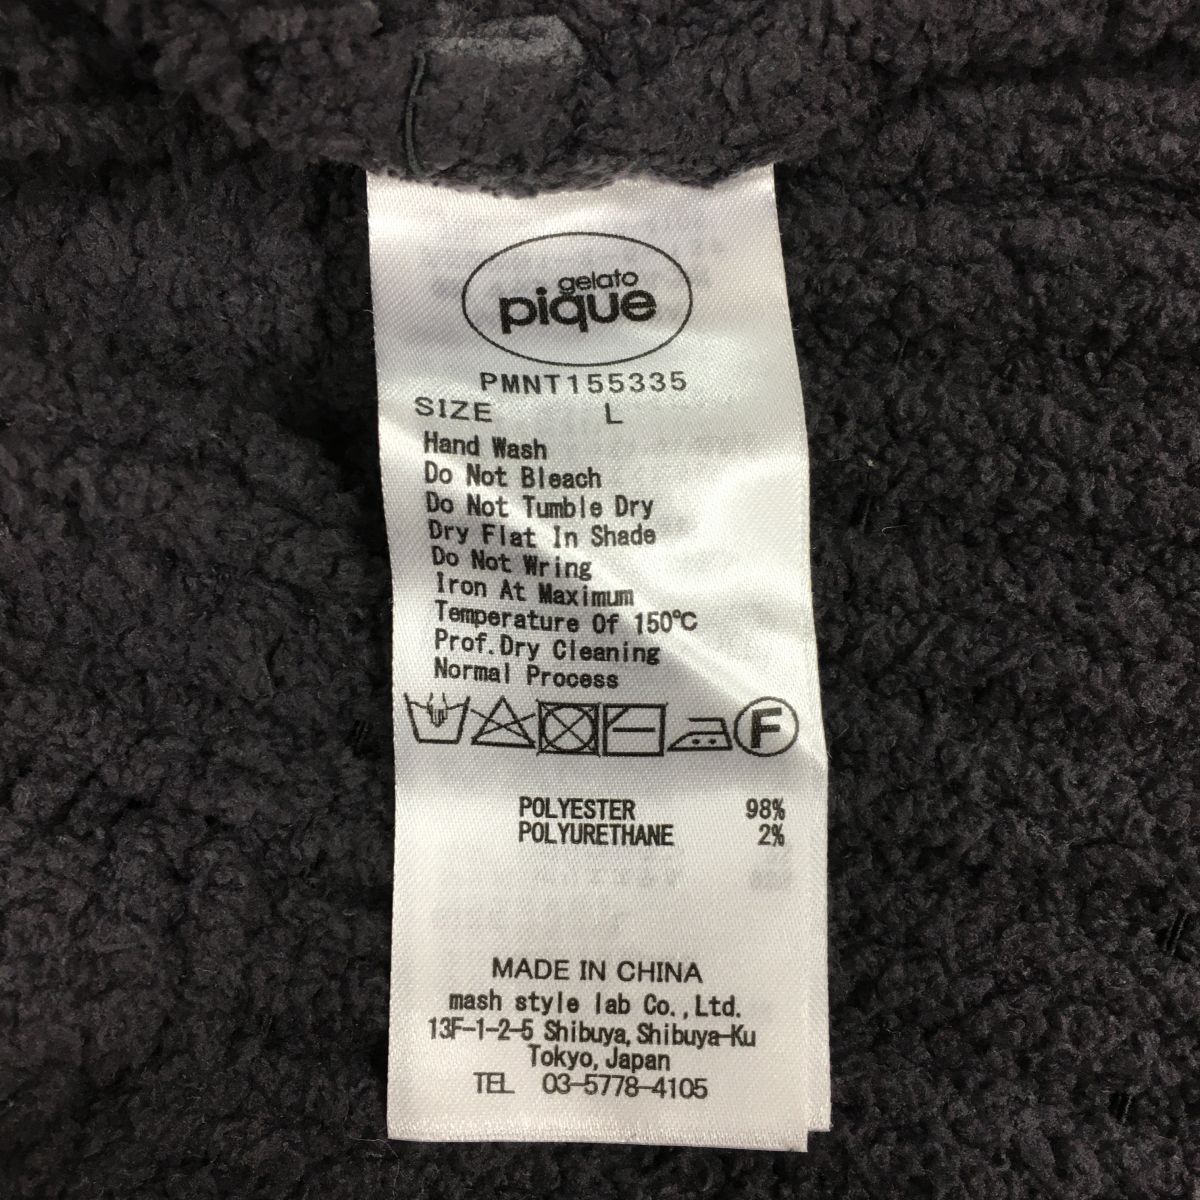 gelato
pique
PMNT155335
SIZE L
Hand Wash
Do Not Bleach
Do Not Tumble Dry
Dry Flat In Shade
Do Not Wring
Iron At Maximum
Temperature Of 150℃
Prof.Dry Cleaning
Normal Process
F
POLYESTER 98%
POLYURETHANE 2%
MADE IN CHINA
mash style lab Co.,Ltd.
13F-1-2-5 Shibuya, Shibuya-Ku
Tokyo, Japan
TEL 03-5778-4105